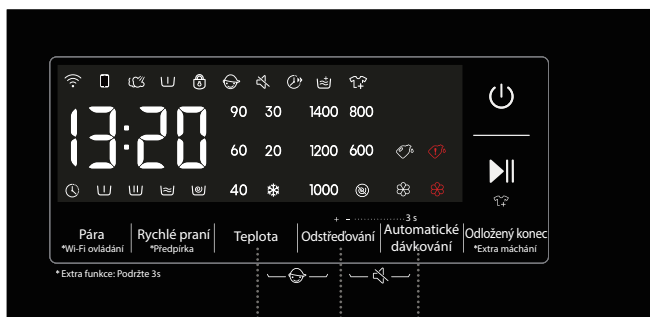 13:20
90 30 1400 800
60 20 1200 600
40 1000
+ - 3 s
Pára
*Wi-Fi ovládání
Rychlé praní
*Předpírka
Teplota
Odstřeďování
Automatické
dávkování
Odložený konec
*Extra máchání
* Extra funkce: Podržte 3s